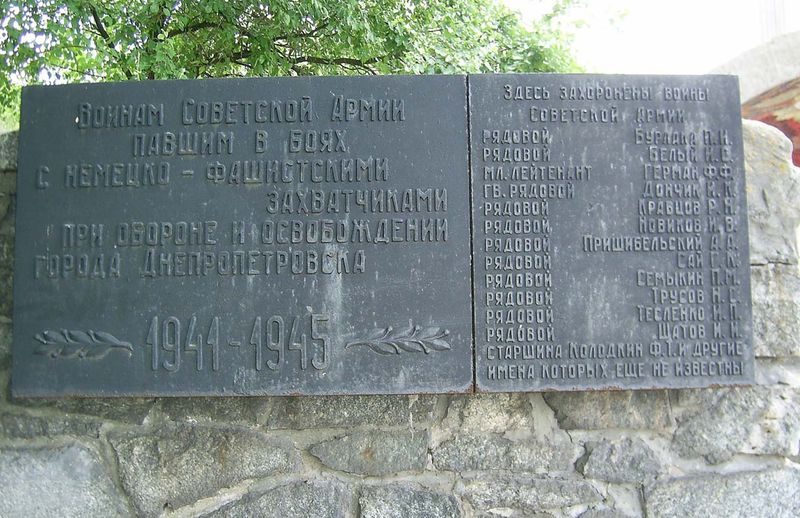 Воинам Советской Армии
павшим в боях
с немецко - фашистскими
захватчиками
при обороне и освобождении
города Днепропетровска
1941-1945
Здесь захоронены воины
Советской Армии
рядовой Бурлака П.И.
рядовой Белый И.С.
мл.лейтенант Герман Ф.Ф.
гв.рядовой Дончик И.К.
рядовой Кравцов Р.Я.
рядовой Новиков И.В.
рядовой Пришибельский А.А.
рядовой Сай Г.К.
рядовой Семыкин П.М.
рядовой Трусов Н.С.
рядовой Тесленко И.П.
рядовой Щатов И.И.
старшина Колодкин Ф.Т. и другие
имена которых еще не известны